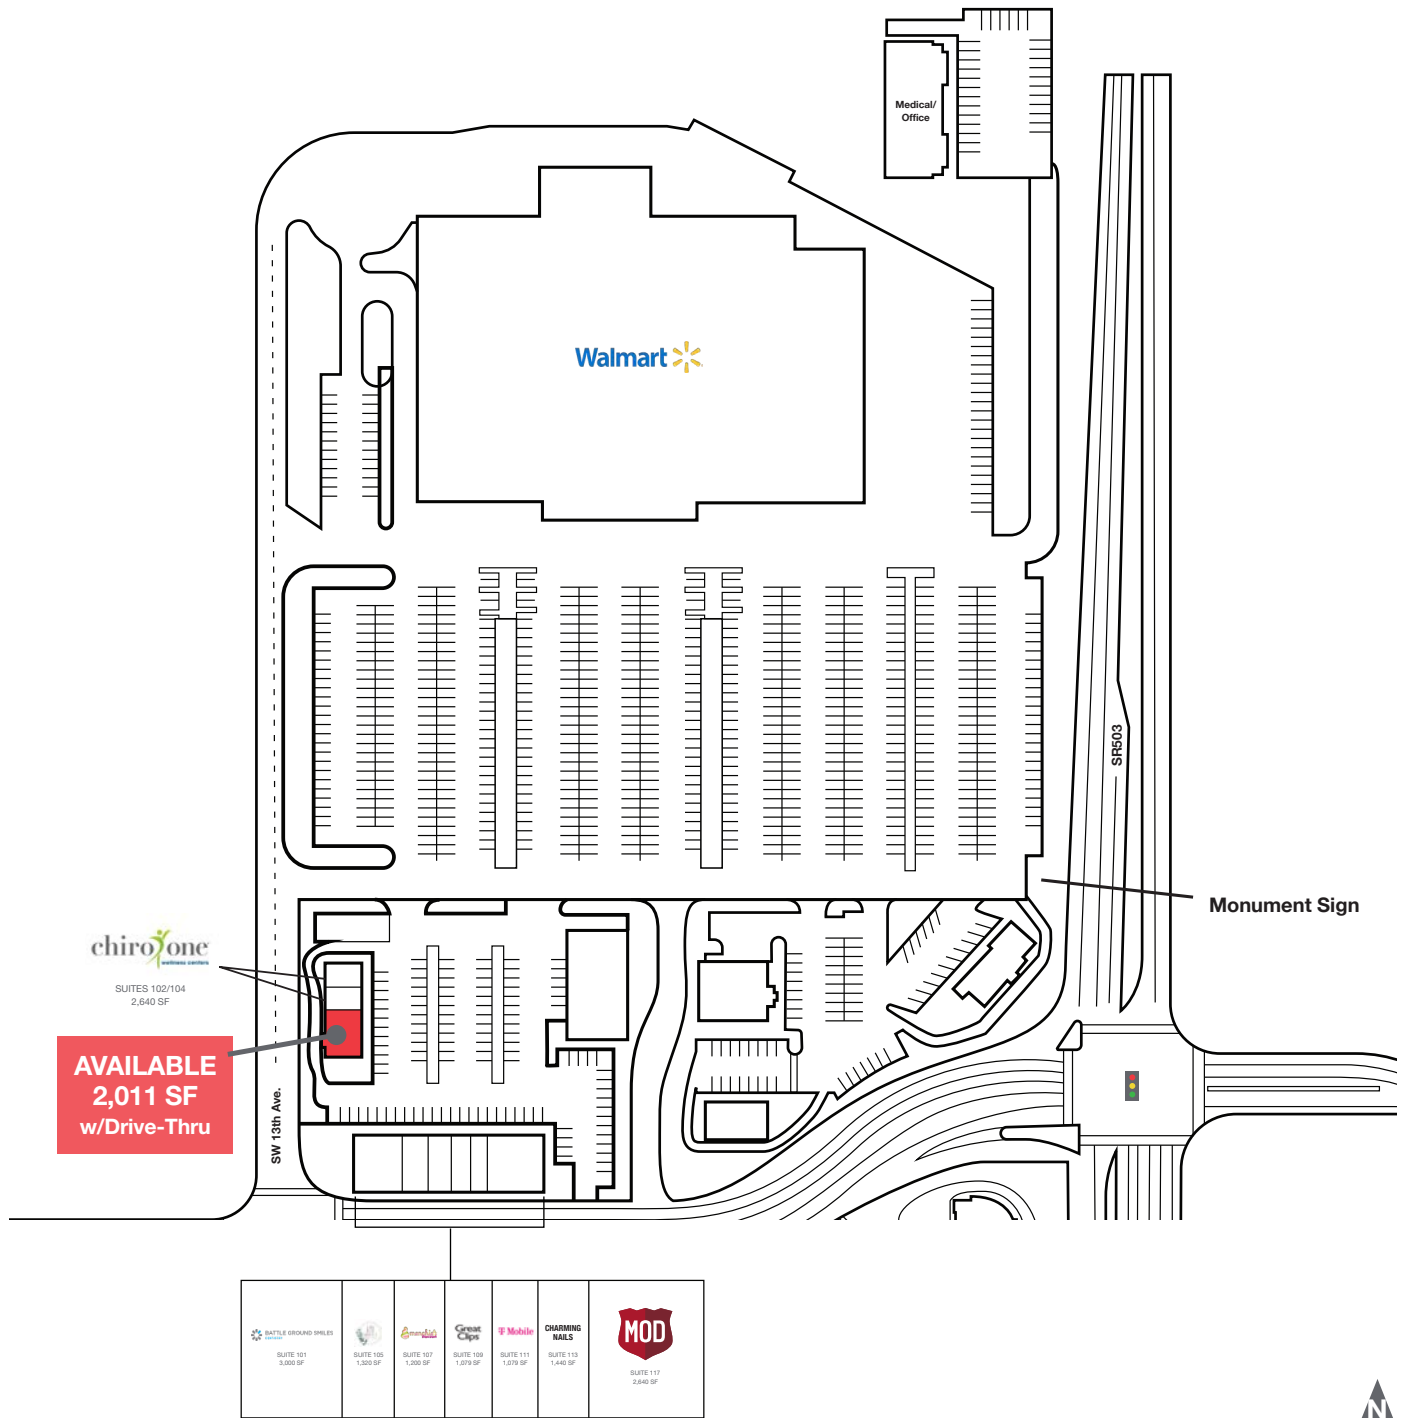 Medical/
Office
Walmart
SR503
Monument Sign
chiro one
wellness centers
SUITES 102/104
2,640 SF
AVAILABLE
2,011 SF
w/Drive-Thru
SW 13th Ave.
BATTLE GROUND SMILES
SUITE 101
3,000 SF
SUITE 105
1,320 SF
menchie's
SUITE 107
1,200 SF
Great
Clips
SUITE 109
1,079 SF
T Mobile
SUITE 111
1,079 SF
CHARMING
NAILS
SUITE 113
1,440 SF
MOD
SUITE 117
2,640 SF
N